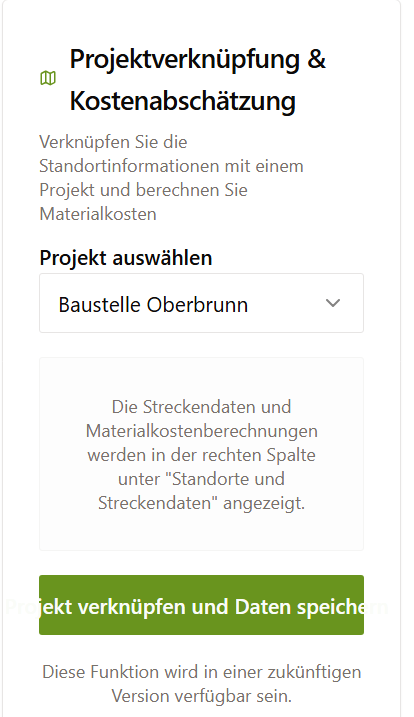 Projektverknüpfung &
Kostenabschätzung
Verknüpfen Sie die
Standortinformationen mit einem
Projekt und berechnen Sie
Materialkosten
Projekt auswählen
Baustelle Oberbrunn
Die Streckendaten und
Materialkostenberechnungen
werden in der rechten Spalte
unter "Standorte und
Streckendaten" angezeigt.
Projekt verknüpfen und Daten speichern
Diese Funktion wird in einer zukünftigen
Version verfügbar sein.